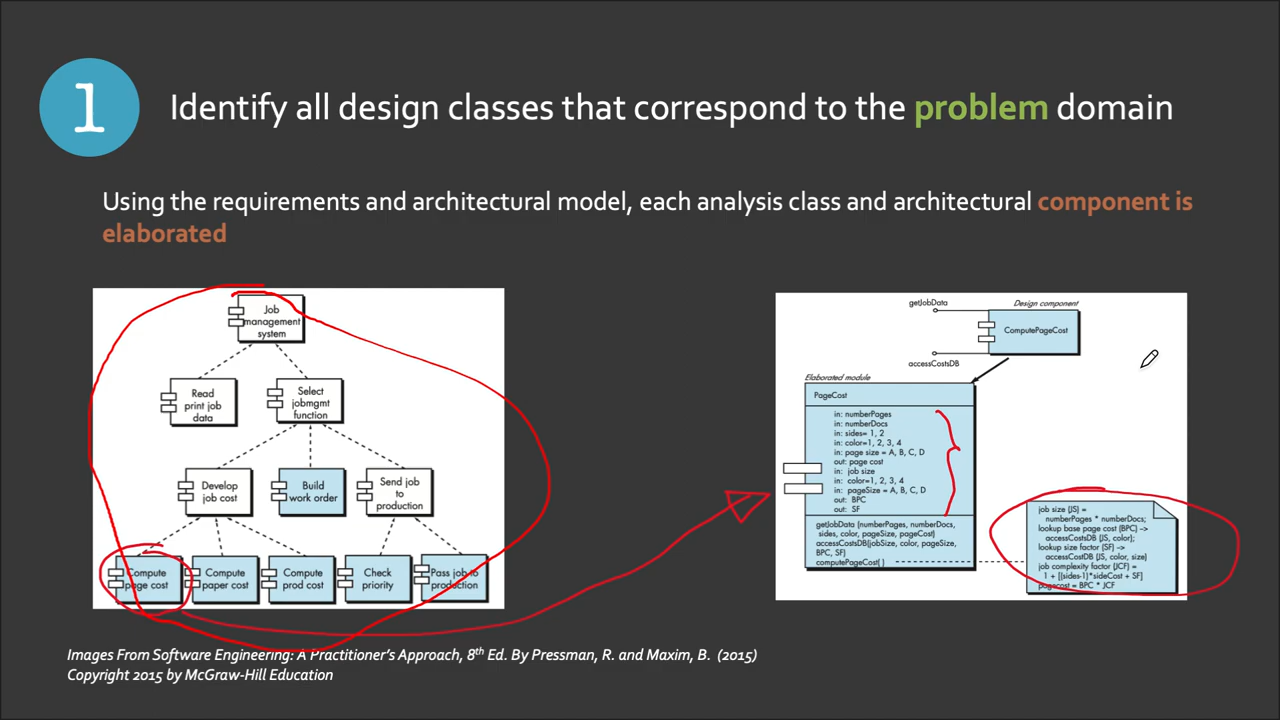 1
Identify all design classes that correspond to the problem domain
Using the requirements and architectural model, each analysis class and architectural component is
elaborated
Job
management
system
Read
print job
data
Select
jobmgmt
function
Develop
job cost
Build
work order
Send job
to
production
Compute
page cost
Compute
paper cost
Compute
prod cost
Check
priority
Pass job to
production
getJobData
Design component
ComputePageCost
accessCostsDB
Elaborated module
PageCost
in: numberPages
in: numberDocs
in: sides= 1, 2
in: color=1, 2, 3, 4
in: page size = A, B, C, D
out: page cost
in: job size
in: color=1, 2, 3, 4
in: pageSize = A, B, C, D
out: BPC
out: SF
getJobData (numberPages, numberDocs,
sides, color, pageSize, pageCost)
accessCostsDB(jobSize, color, pageSize,
BPC, SF)
computePageCost( )
job size (JS) =
numberPages * numberDocs;
lookup base page cost (BPC) ->
accessCostsDB (JS, color);
lookup size factor (SF) ->
accessCostDB (JS, color, size)
job complexity factor (JCF) =
1 + [(sides-1)*sideCost + SF]
pagecost = BPC * JCF
Images From Software Engineering: A Practitioner's Approach, 8th Ed. By Pressman, R. and Maxim, B. (2015)
Copyright 2015 by McGraw-Hill Education